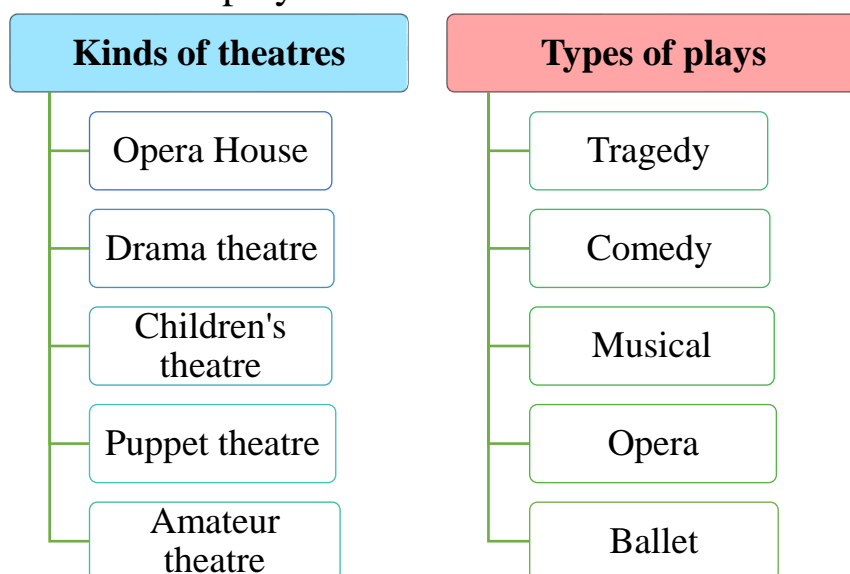 play
Kinds of theatres
Opera House
Drama theatre
Children's
theatre
Puppet theatre
Amateur
theatre
Types of plays
Tragedy
Comedy
Musical
Opera
Ballet